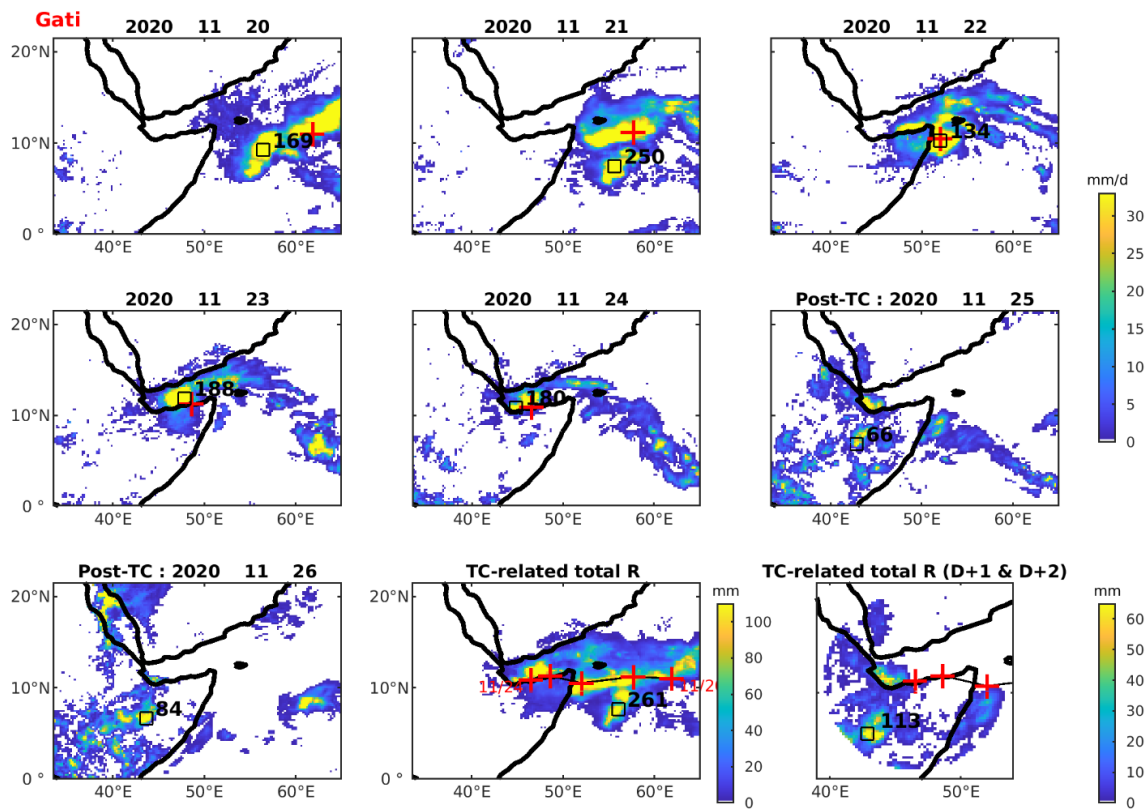 Gati
2020 11 20
2020 11 21
2020 11 22
20°N
10°N
0 °
169
250
134
40°E 50°E 60°E
40°E 50°E 60°E
40°E 50°E 60°E
mm/d
30
25
20
15
10
5
0
2020 11 23
2020 11 24
Post-TC : 2020 11 25
20°N
10°N
0 °
188
180
66
40°E 50°E 60°E
40°E 50°E 60°E
40°E 50°E 60°E
Post-TC : 2020 11 26
TC-related total R
TC-related total R (D+1 & D+2)
20°N
10°N
0 °
84
40°E 50°E 60°E
20°N
10°N
0 °
11/24
261
40°E 50°E 60°E
mm
100
80
60
40
20
0
113
40°E 50°E
mm
60
50
40
30
20
10
0